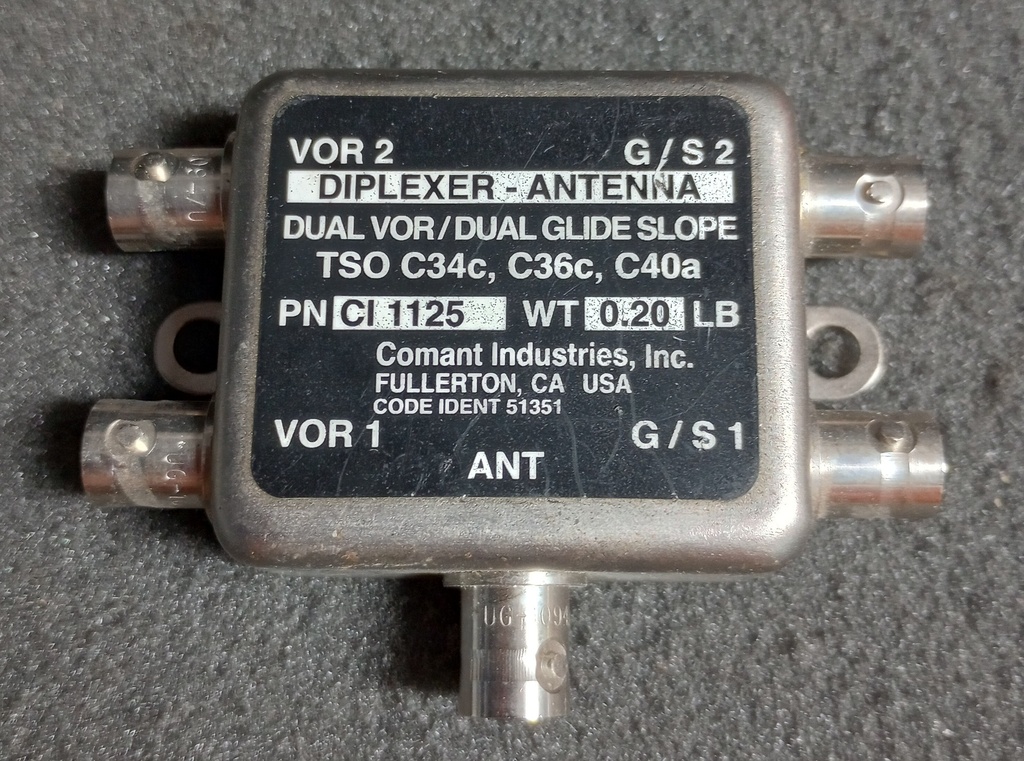 VOR 2 G/S 2
DIPLEXER - ANTENNA
DUAL VOR/DUAL GLIDE SLOPE
TSO C34c, C36c, C40a
PN CI 1125 WT 0.20 LB
Comant Industries, Inc.
FULLERTON, CA USA
CODE IDENT 51351
VOR 1 G/S 1
ANT